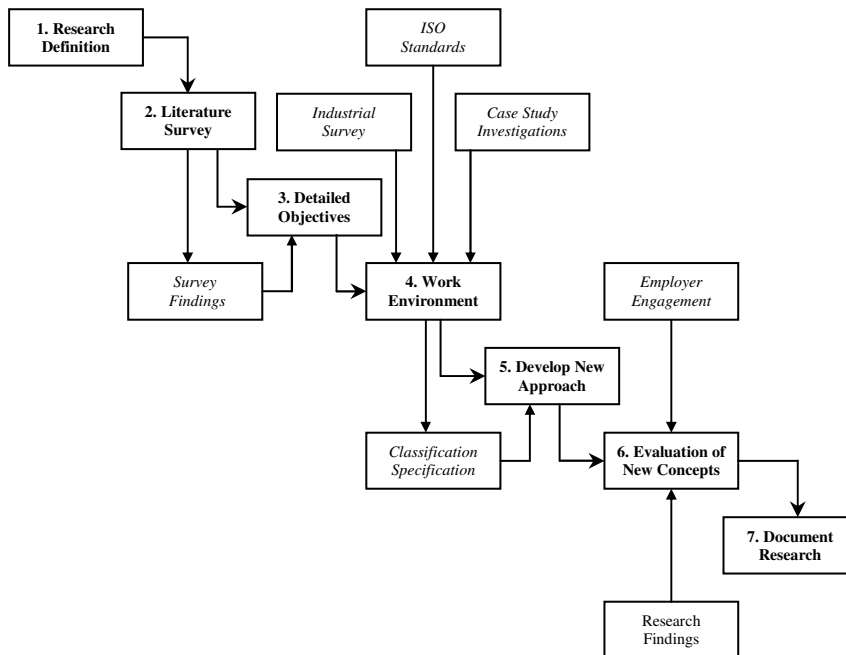 1. Research
Definition
ISO
Standards
2. Literature
Survey
Industrial
Survey
Case Study
Investigations
3. Detailed
Objectives
Survey
Findings
4. Work
Environment
Employer
Engagement
5. Develop New
Approach
Classification
Specification
6. Evaluation of
New Concepts
7. Document
Research
Research
Findings